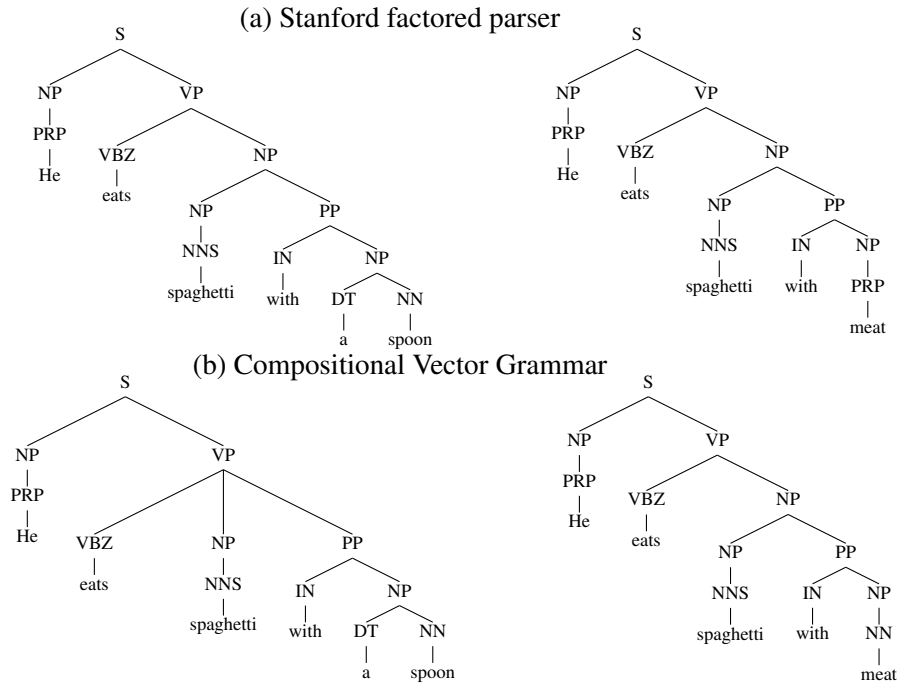 (a) Stanford factored parser
S S
NP VP NP VP
PRP PRP
VBZ NP VBZ NP
He He
eats eats
NP PP NP PP
NNS IN NP NNS IN NP
spaghetti with DT NN spaghetti with PRP
a spoon meat
(b) Compositional Vector Grammar
S S
NP VP NP VP
PRP PRP
VBZ NP
He He
VBZ NP PP eats
eats NNS IN NP NP PP
spaghetti with DT NN NNS IN NP
a spoon spaghetti with NN
meat